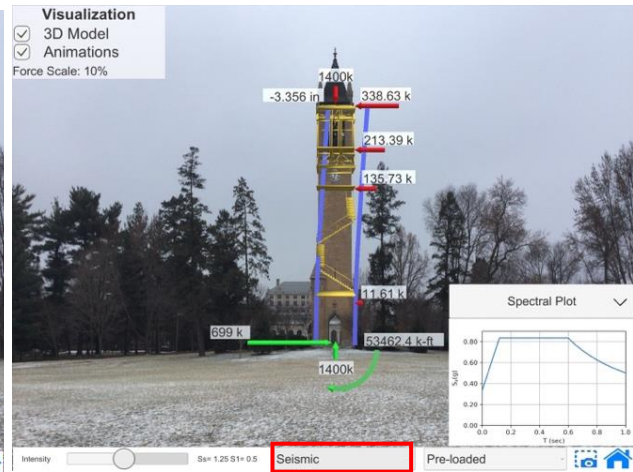 Visualization
3D Model
Animations
Force Scale: 10%
1400k
-3.356 in
338.63 k
213.39 k
135.73 k
11.61 k
699 k
53462.4 k-ft
1400k
Spectral Plot
0.80
0.60
0.40
0.20
0.00
Sₐ(g)
0.0 0.2 0.4 0.6 0.8 1.0
T (sec)
Intensity
Ss= 1.25 S1= 0.5
Seismic
Pre-loaded